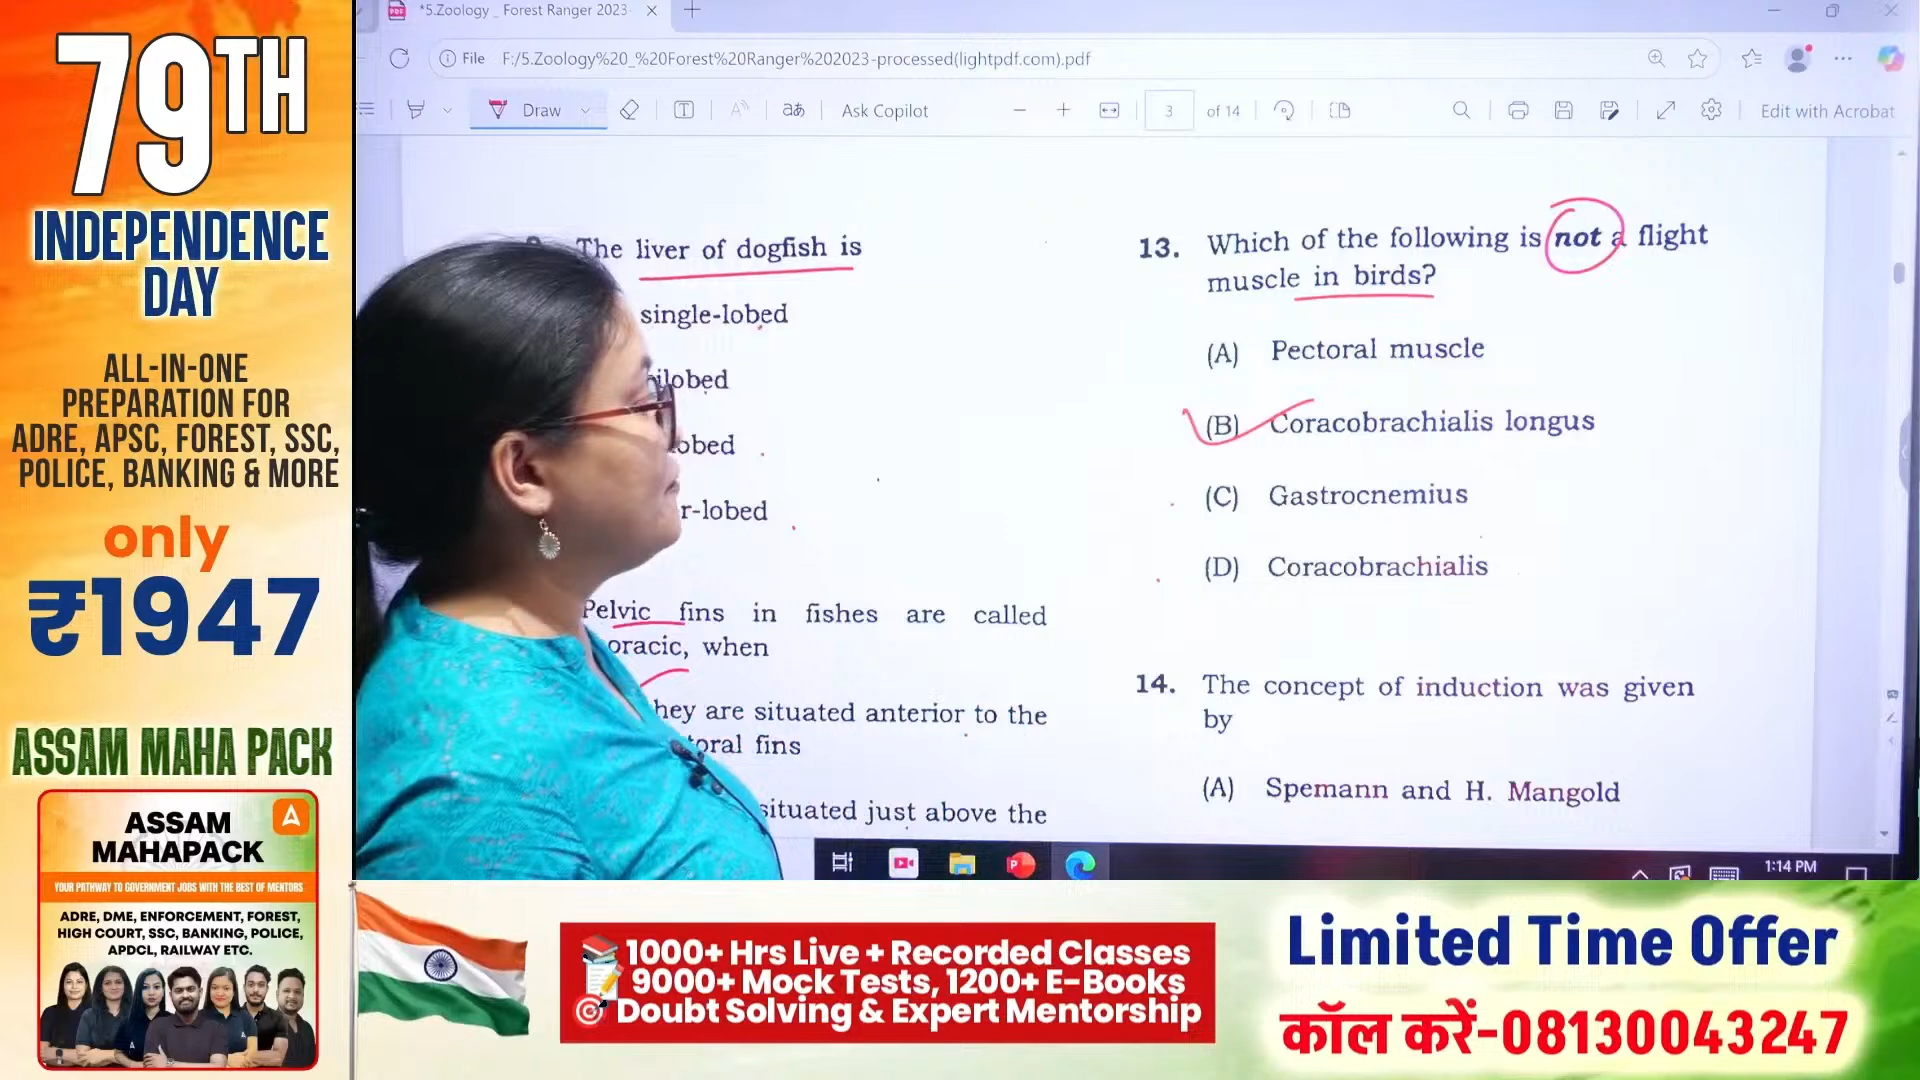 79TH
INDEPENDENCE
DAY
ALL-IN-ONE
PREPARATION FOR
ADRE, APSC, FOREST, SSC,
POLICE, BANKING & MORE
only
₹1947
ASSAM MAHA PACK
ASSAM
MAHAPACK
YOUR PATHWAY TO GOVERNMENT JOBS WITH THE BEST OF MENTORS
ADRE, DME, ENFORCEMENT, FOREST,
HIGH COURT, SSC, BANKING, POLICE,
APDCL, RAILWAY ETC.
*5.Zoology _ Forest Ranger 2023-
File F:/5.Zoology%20_%20Forest%20Ranger%202023-processed(lightpdf.com).pdf
Draw
Ask Copilot
3 of 14
Edit with Acrobat
The liver of dogfish is
single-lobed
ilobed
obed
r-lobed
Pelvic fins in fishes are called
oracic, when
hey are situated anterior to the
oral fins
situated just above the
13. Which of the following is not a flight
muscle in birds?
(A) Pectoral muscle
(B) Coracobrachialis longus
(C) Gastrocnemius
(D) Coracobrachialis
14. The concept of induction was given
by
(A) Spemann and H. Mangold
1:14 PM
1000+ Hrs Live + Recorded Classes
9000+ Mock Tests, 1200+ E-Books
Doubt Solving & Expert Mentorship
Limited Time Offer
कॉल करें-08130043247